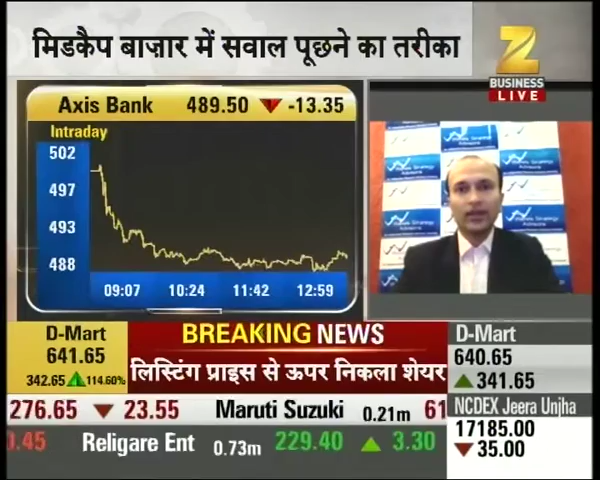 मिडकैप बाज़ार में सवाल पूछने का तरीका
Z
BUSINESS
LIVE
Axis Bank 489.50 ▼ -13.35
Intraday
502
497
493
488
09:07 10:24 11:42 12:59
D-Mart
641.65
342.65 ▲ 114.60%
BREAKING NEWS
लिस्टिंग प्राइस से ऊपर निकला शेयर
D-Mart
640.65
▲ 341.65
276.65 ▼ 23.55 Maruti Suzuki 0.21m 61
0.45 Religare Ent 0.73m 229.40 ▲ 3.30
NCDEX Jeera Unjha
17185.00
▼ 35.00